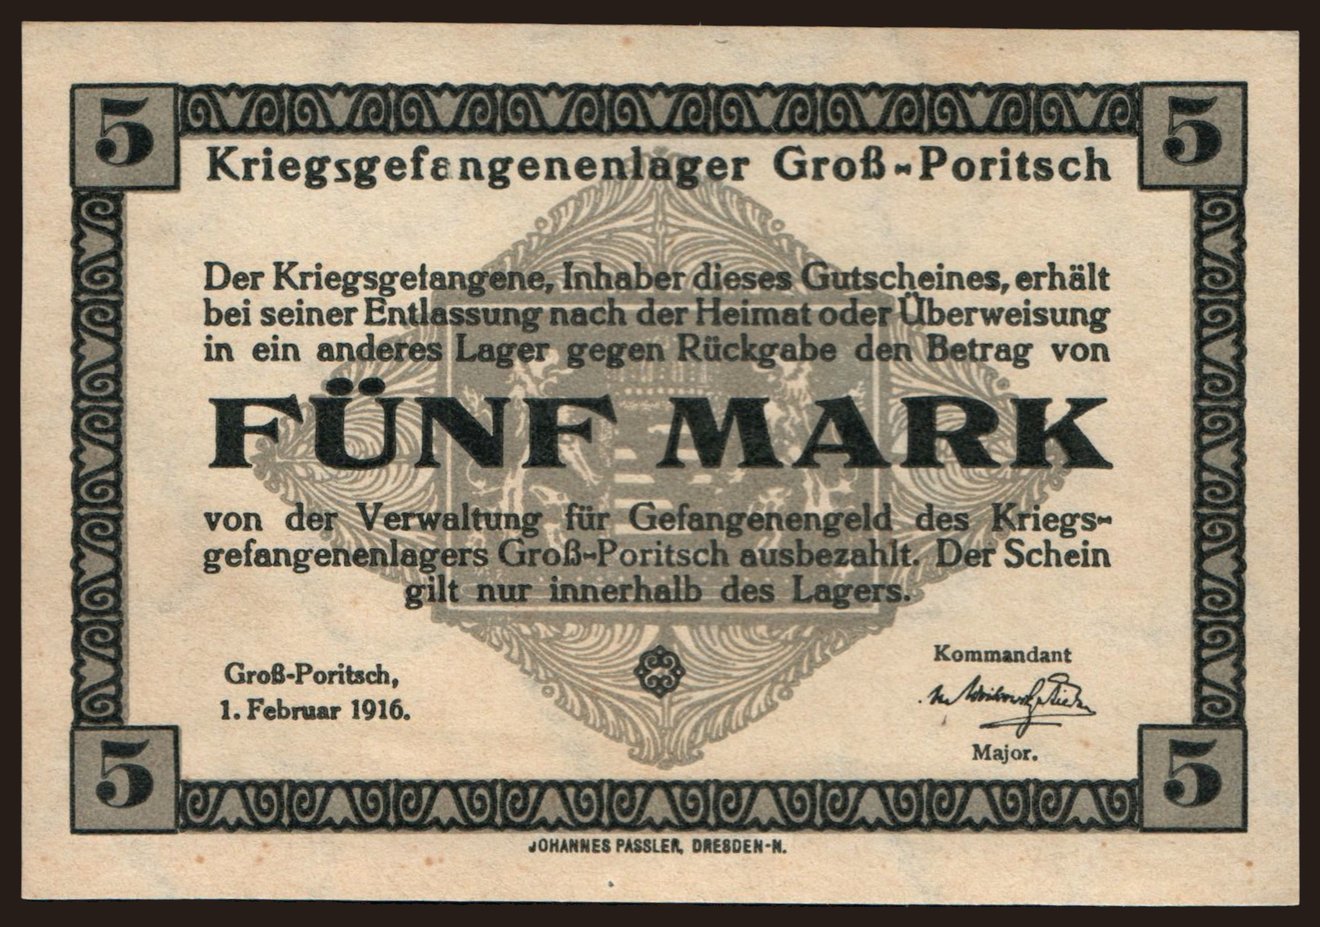 5
5
Kriegsgefangenenlager Groß-Poritsch
Der Kriegsgefangene, Inhaber dieses Gutscheines, erhält
bei seiner Entlassung nach der Heimat oder Überweisung
in ein anderes Lager gegen Rückgabe den Betrag von
FÜNF MARK
von der Verwaltung für Gefangenengeld des Kriegs-
gefangenenlagers Groß-Poritsch ausbezahlt. Der Schein
gilt nur innerhalb des Lagers.
Groß-Poritsch,
1. Februar 1916.
Kommandant
Major.
5
5
JOHANNES PASSLER, DRESDEN-N.